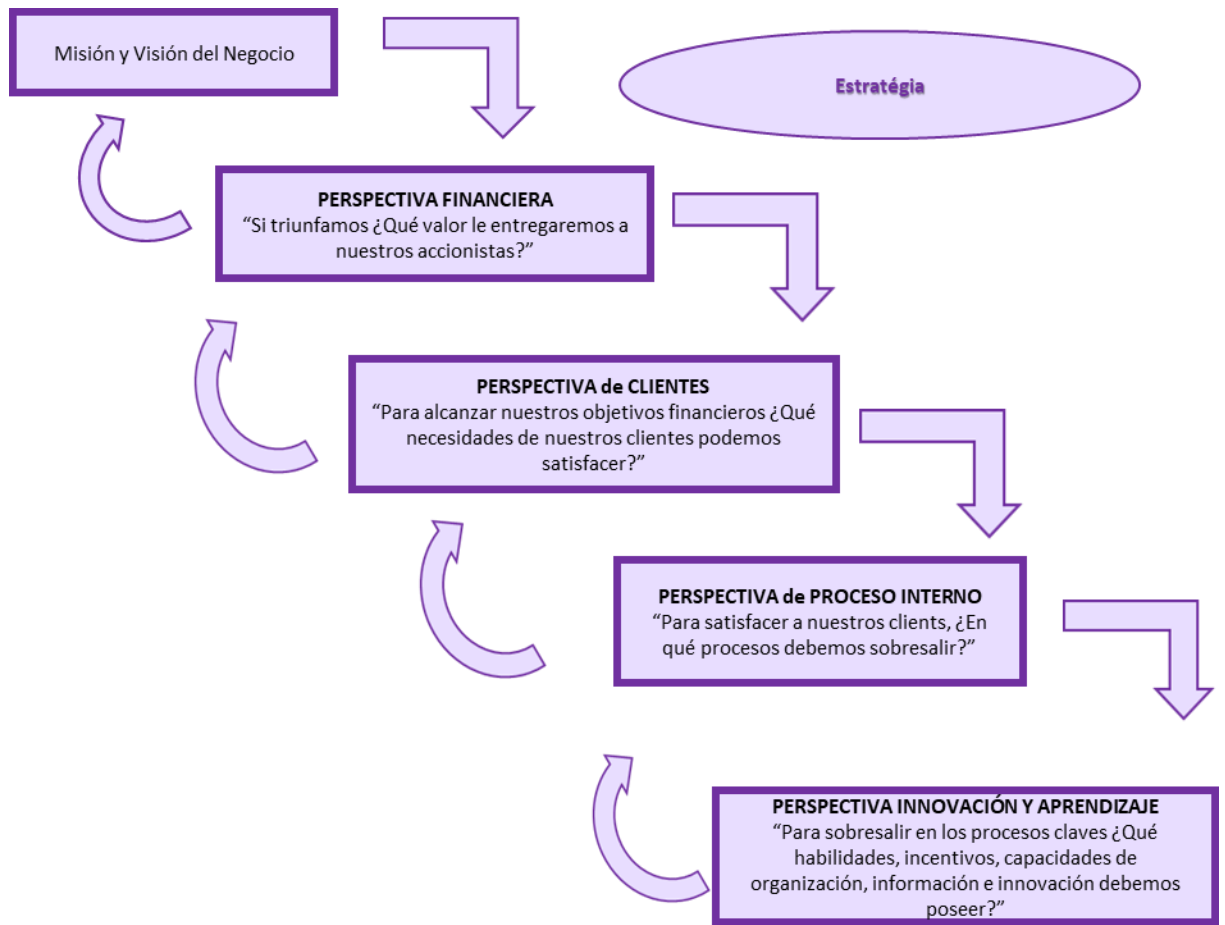 Misión y Visión del Negocio
Estratégia
PERSPECTIVA FINANCIERA
“Si triunfamos ¿Qué valor le entregaremos a
nuestros accionistas?”
PERSPECTIVA de CLIENTES
“Para alcanzar nuestros objetivos financieros ¿Qué
necesidades de nuestros clientes podemos
satisfacer?”
PERSPECTIVA de PROCESO INTERNO
“Para satisfacer a nuestros clients, ¿En
qué procesos debemos sobresalir?”
PERSPECTIVA INNOVACIÓN Y APRENDIZAJE
“Para sobresalir en los procesos claves ¿Qué
habilidades, incentivos, capacidades de
organización, información e innovación debemos
poseer?”